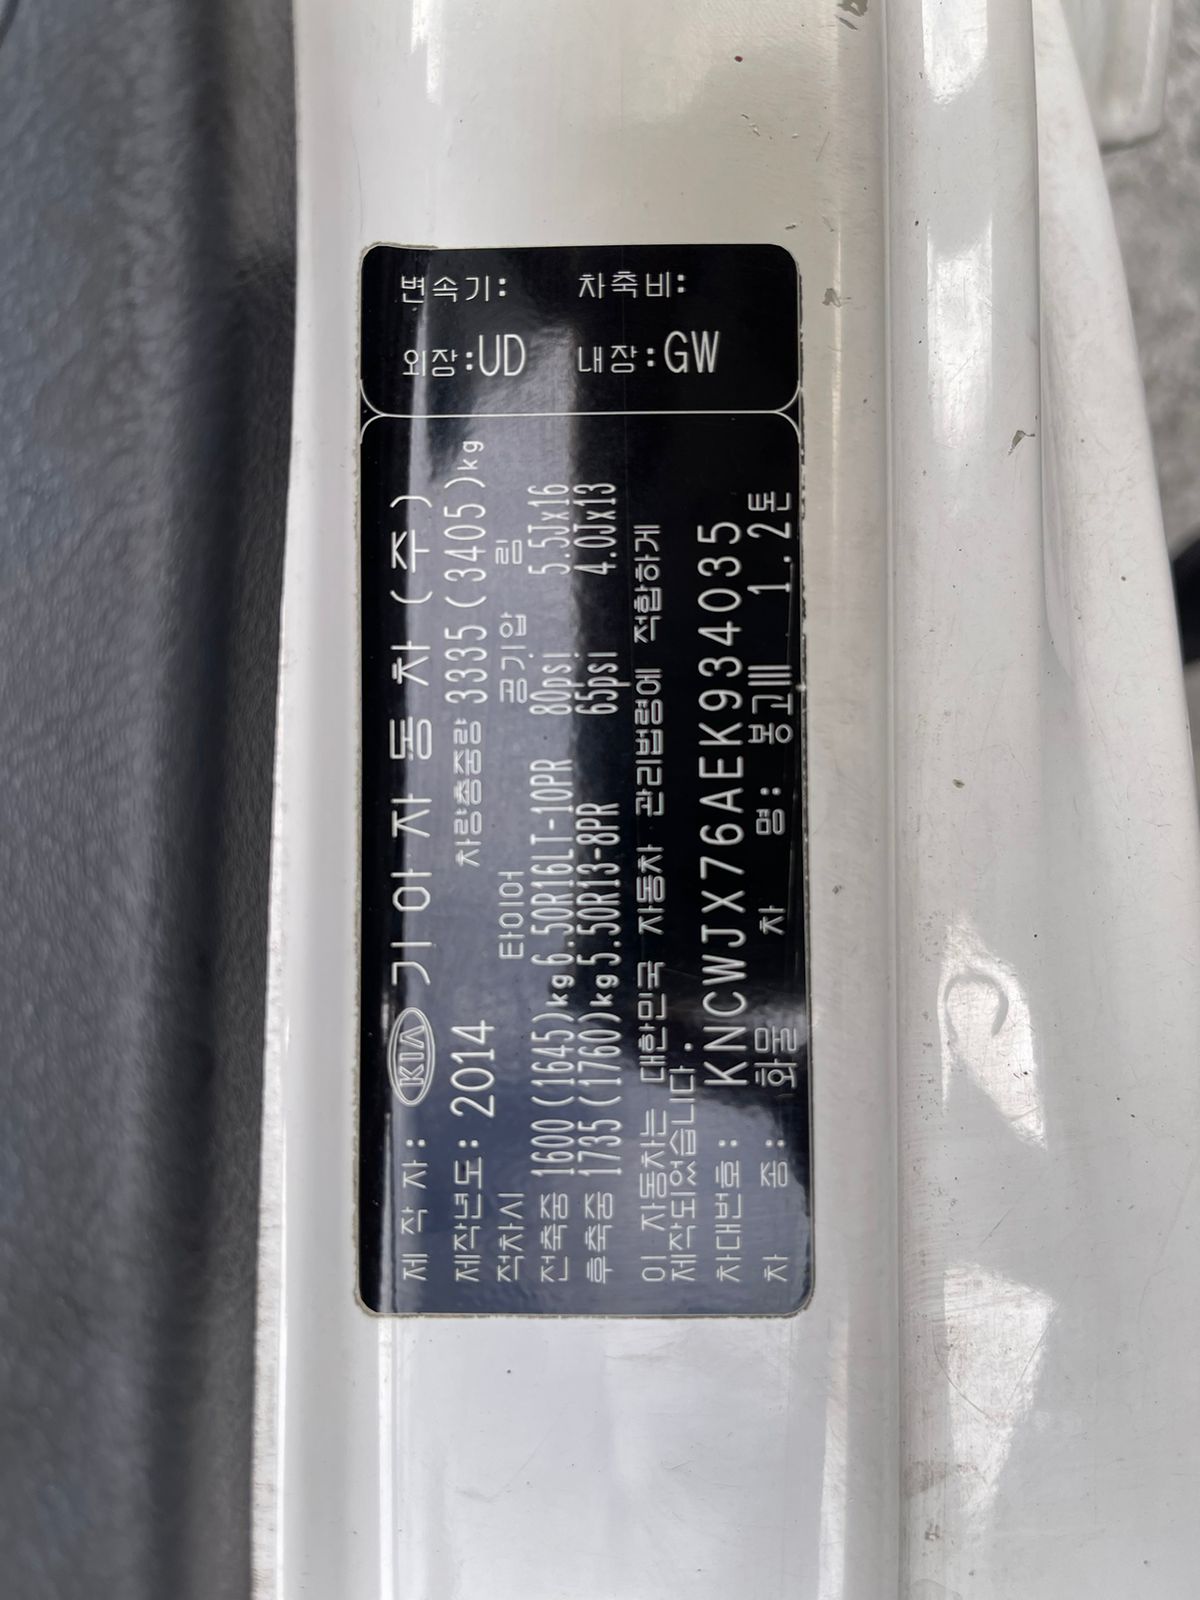 변속기: 차축비:
외장:UD 내장:GW
제 작 자: KIA 기아자동차(주)
제작년도: 2014 차량총중량 3335(3405)kg
적차시 타이어 공기압 림
전축중 1600(1645)kg 6.50R16LT-10PR 80psi 5.5Jx16
후축중 1735(1760)kg 5.50R13-8PR 65psi 4.0Jx13
이 자동차는 대한민국 자동차 관리법령에 적합하게
제작되었습니다.
차대번호: KNCWJX76AEK934035
차 종: 화물 차 명: 봉고III 1.2톤